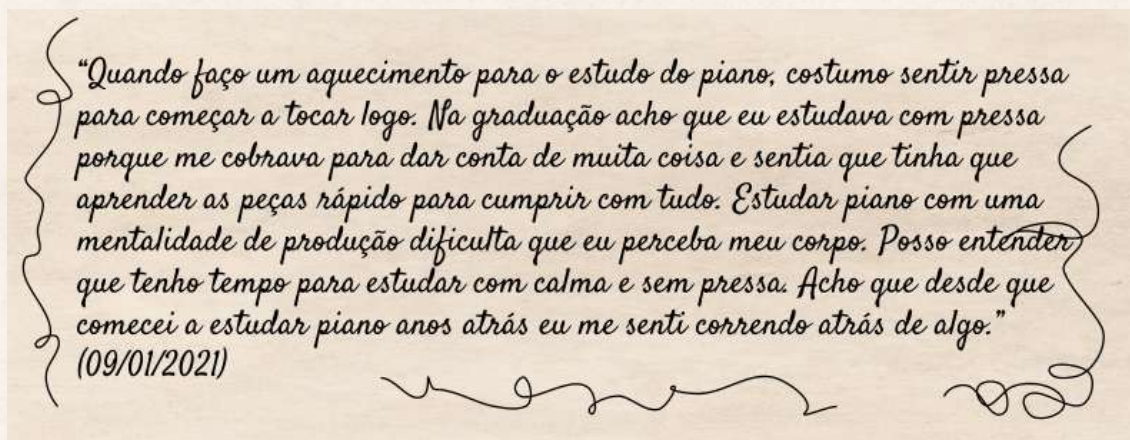 “Quando faço um aquecimento para o estudo do piano, costumo sentir pressa
para começar a tocar logo. Na graduação acho que eu estudava com pressa
porque me cobrava para dar conta de muita coisa e sentia que tinha que
aprender as peças rápido para cumprir com tudo. Estudar piano com uma
mentalidade de produção dificulta que eu perceba meu corpo. Posso entender
que tenho tempo para estudar com calma e sem pressa. Acho que desde que
comecei a estudar piano anos atrás eu me senti correndo atrás de algo.”
(09/01/2021)